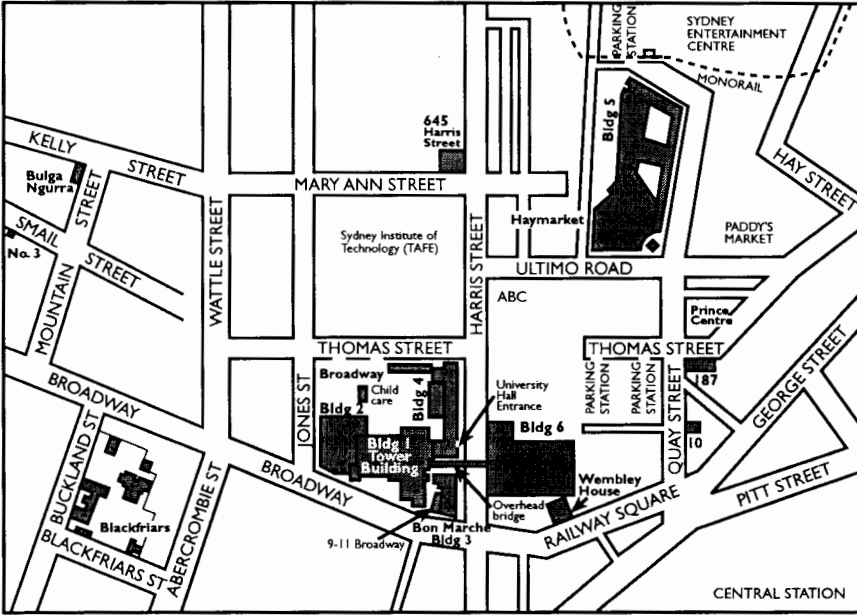 PARKING
STATION
SYDNEY
ENTERTAINMENT
CENTRE
MONORAIL
645
Harris
Street
Bldg 5
KELLY
STREET
Bulga
Ngurra
STREET
MARY ANN STREET
HAY STREET
Haymarket
PADDY'S
MARKET
SMAIL
STREET
No. 3
MOUNTAIN
WATTLE STREET
Sydney Institute of
Technology (TAFE)
HARRIS STREET
ULTIMO ROAD
ABC
Prince
Centre
THOMAS STREET
THOMAS STREET
GEORGE STREET
BROADWAY
JONES ST
Broadway
Child
care
Bldg 4
University
Hall
Entrance
PARKING
STATION
PARKING
STATION
QUAY STREET
187
Bldg 2
Bldg 1
Tower
Building
Bldg 6
10
BUCKLAND ST
BROADWAY
Wembley
House
PITT STREET
Blackfriars
ABERCROMBIE ST
Overhead
bridge
RAILWAY SQUARE
BLACKFRIARS ST
9-11 Broadway
Bon Marche
Bldg 3
CENTRAL STATION